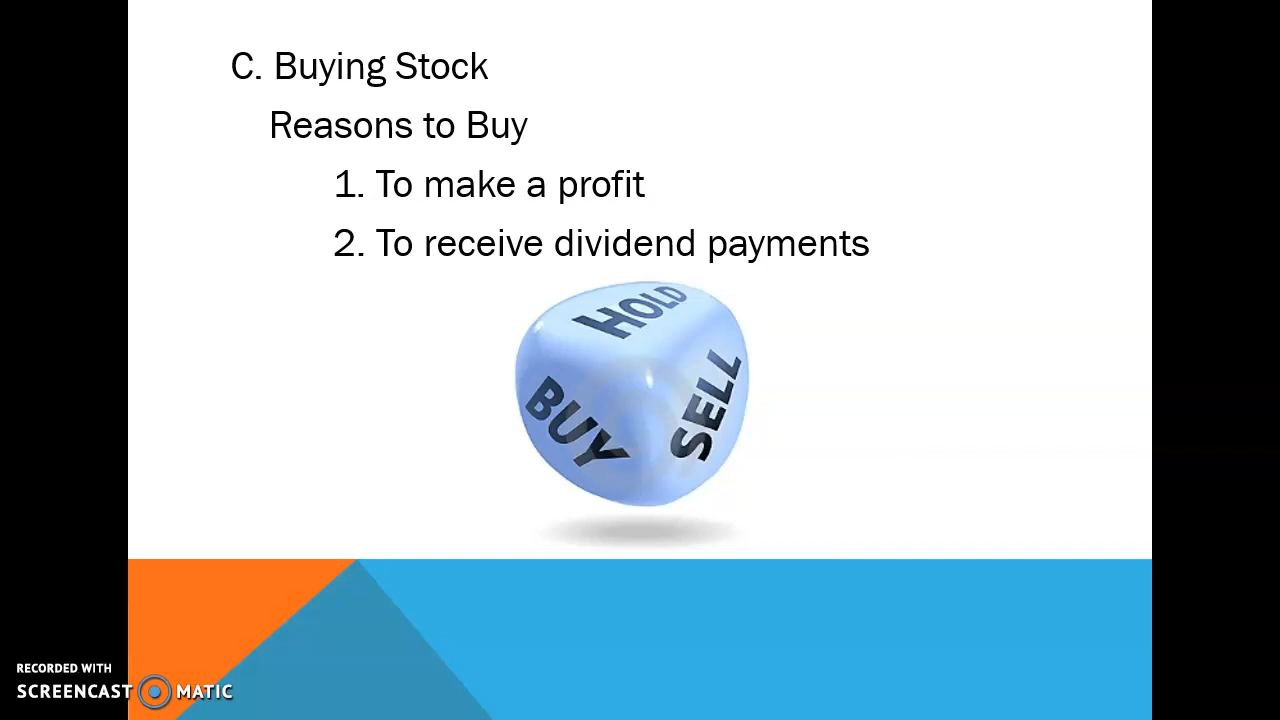 C. Buying Stock
Reasons to Buy
1. To make a profit
2. To receive dividend payments
HOLD
BUY
SELL
RECORDED WITH
SCREENCAST MATIC